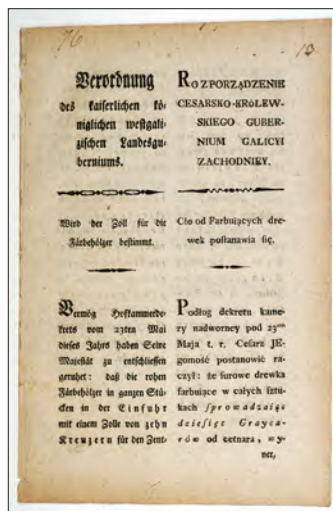 76
13
Verordnung
des kaiserlichen kö-
niglichen westgali-
zischen Landesgu-
berniums.
Wird der Zoll für die
Färbehölzer bestimmt.
Vermög Hofkammerde-
krets vom 23ten Mai
dieses Jahrs haben Seine
Majestät zu entschliessen
geruhet: daß die rohen
Färbehölzer in ganzen Stü-
cken in der Einfuhr
mit einem Zolle von zehn
Kreuzern für den Zent-
ROZPORZĄDZENIE
CESARSKO-KRÓLEW-
SKIEGO GUBER-
NIUM GALICYI
ZACHODNIEY.
Cło od Farbuiących dre-
wek postanawia się.
Podług dekretu kame-
ry nadworney pod 23cim
Maja t. r. Cesarz JE-
gomość postanowić ra-
czył: że surowe drewka
farbuiące w całych sztu-
kach sprowadzaiąc
dziesięć Grayca-
rów od cetnara, wy-
nei,